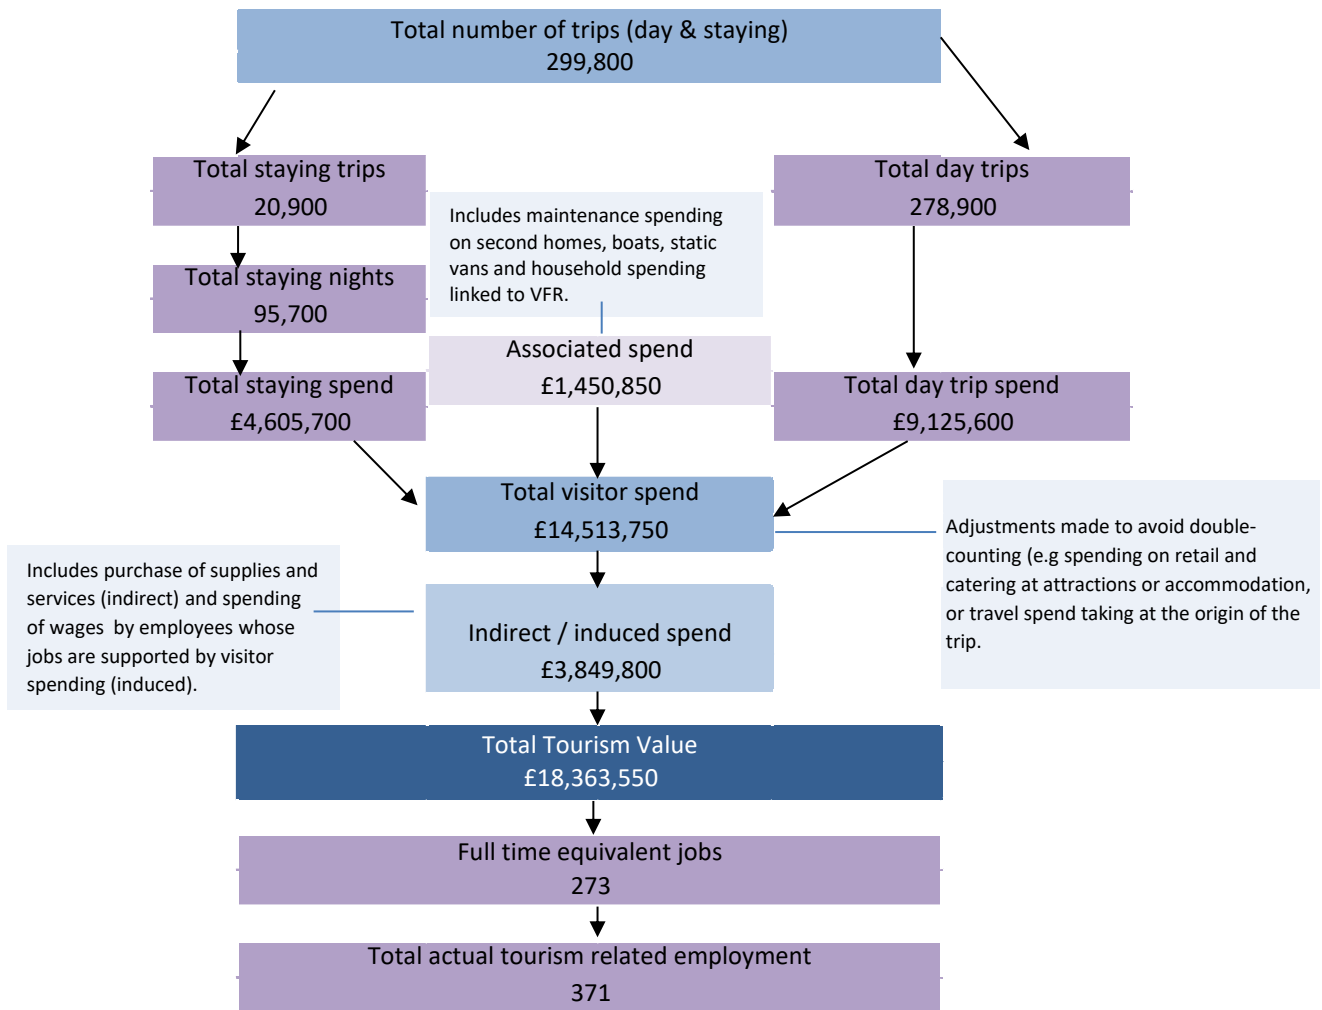 Total number of trips (day & staying)
299,800
Total staying trips
20,900
Total day trips
278,900
Includes maintenance spending
on second homes, boats, static
vans and household spending
linked to VFR.
Total staying nights
95,700
Associated spend
£1,450,850
Total staying spend
£4,605,700
Total day trip spend
£9,125,600
Total visitor spend
£14,513,750
Adjustments made to avoid double-
counting (e.g spending on retail and
catering at attractions or accommodation,
or travel spend taking at the origin of the
trip.
Includes purchase of supplies and
services (indirect) and spending
of wages by employees whose
jobs are supported by visitor
spending (induced).
Indirect / induced spend
£3,849,800
Total Tourism Value
£18,363,550
Full time equivalent jobs
273
Total actual tourism related employment
371